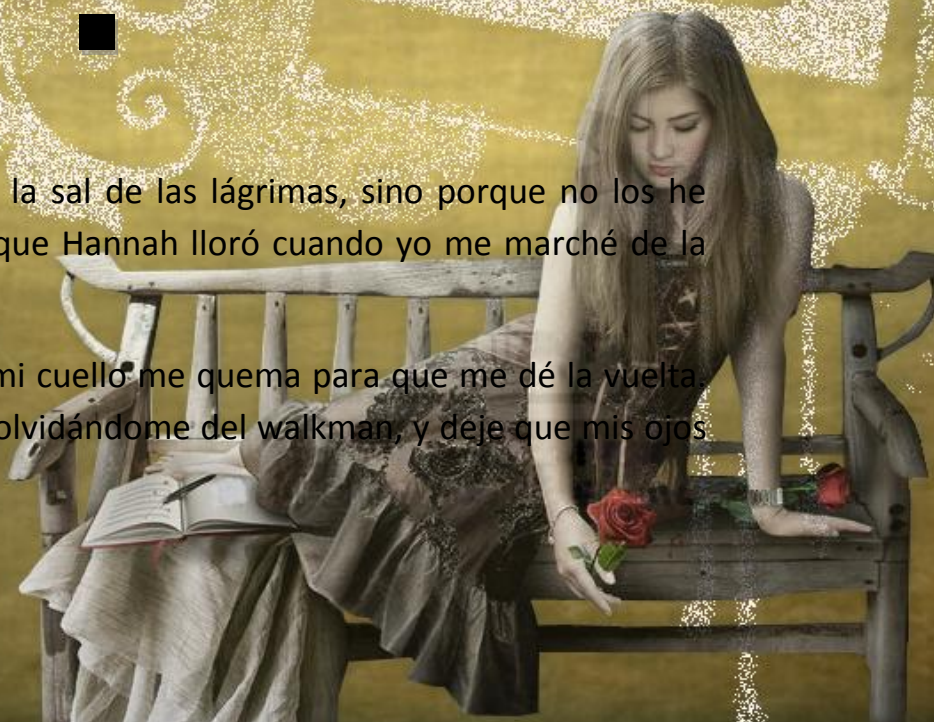 la sal de las lágrimas, sino porque no los he
que Hannah lloró cuando yo me marché de la
mi cuello me quema para que me dé la vuelta.
olvidándome del walkman, y deje que mis ojos